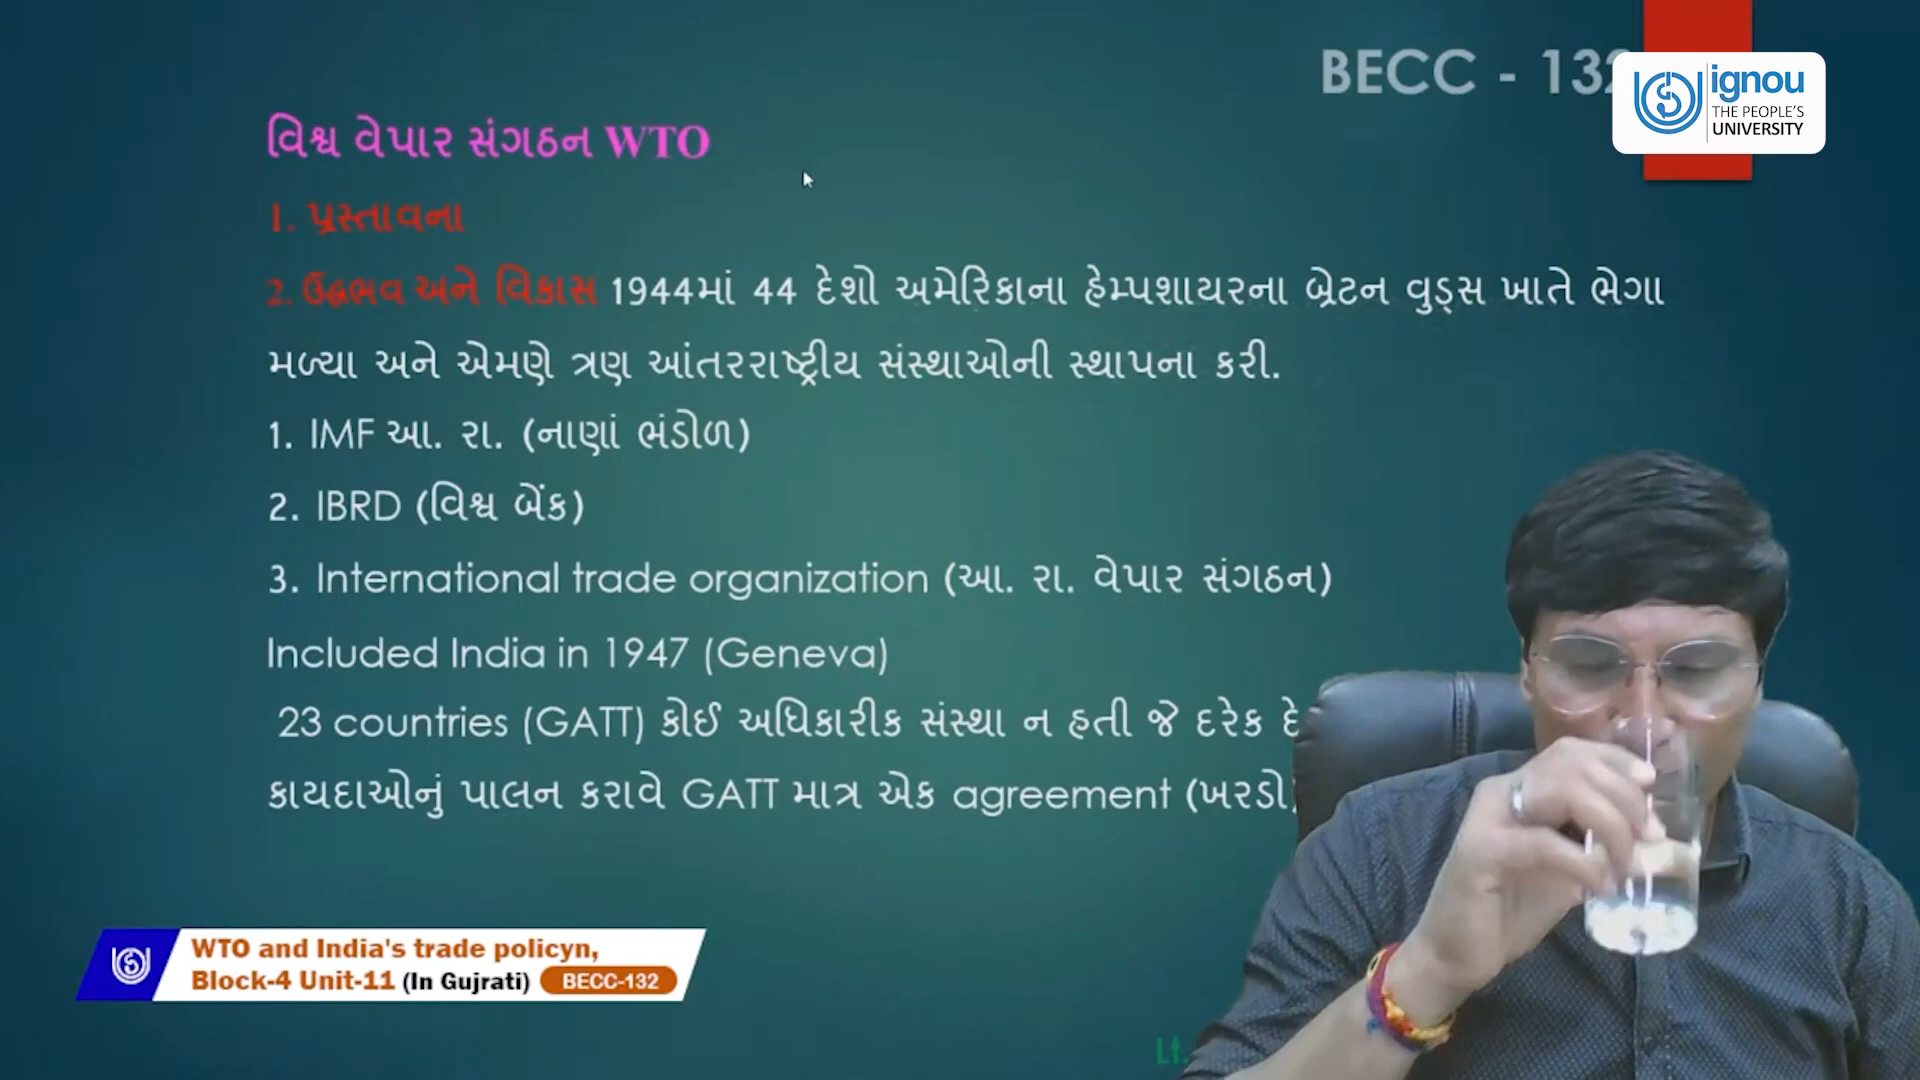 BECC - 132
ignou
THE PEOPLE'S
UNIVERSITY
વિશ્વ વેપાર સંગઠન WTO
1. પ્રસ્તાવના
2. ઉદ્ભભવ અને વિકાસ 1944માં 44 દેશો અમેરિકાના હેમ્પશાયરના બ્રેટન વુડ્સ ખાતે ભેગા
મળ્યા અને એમણે ત્રણ આંતરરાષ્ટ્રીય સંસ્થાઓની સ્થાપના કરી.
1. IMF આ. રા. (નાણાં ભંડોળ)
2. IBRD (વિશ્વ બેંક)
3. International trade organization (આ. રા. વેપાર સંગઠન)
Included India in 1947 (Geneva)
23 countries (GATT) કોઈ અધિકારીક સંસ્થા ન હતી જે દરેક દે
કાયદાઓનું પાલન કરાવે GATT માત્ર એક agreement (ખરડો)
WTO and India's trade policyn,
Block-4 Unit-11 (In Gujrati) BECC-132
Lt.